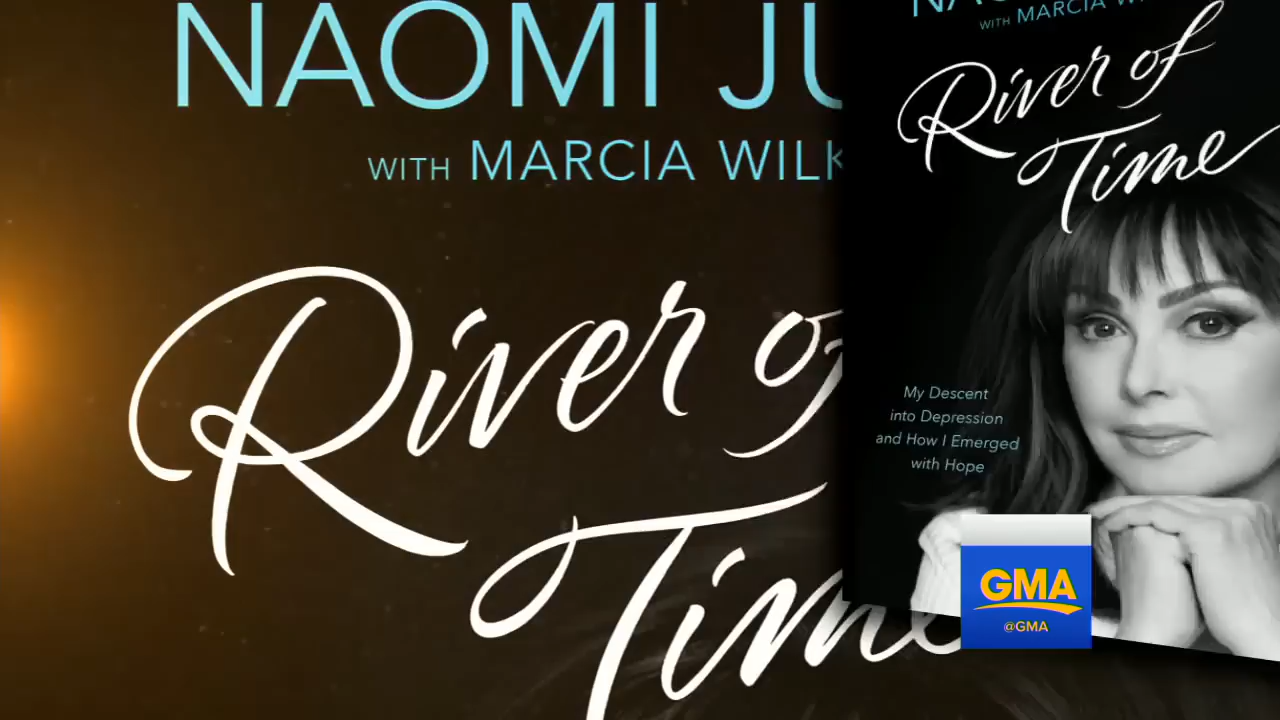 NAOMI JU
WITH MARCIA WILK
River of
Time
WITH MARCIA
River of
Time
My Descent
into Depression
and How I Emerged
with Hope
GMA
@GMA